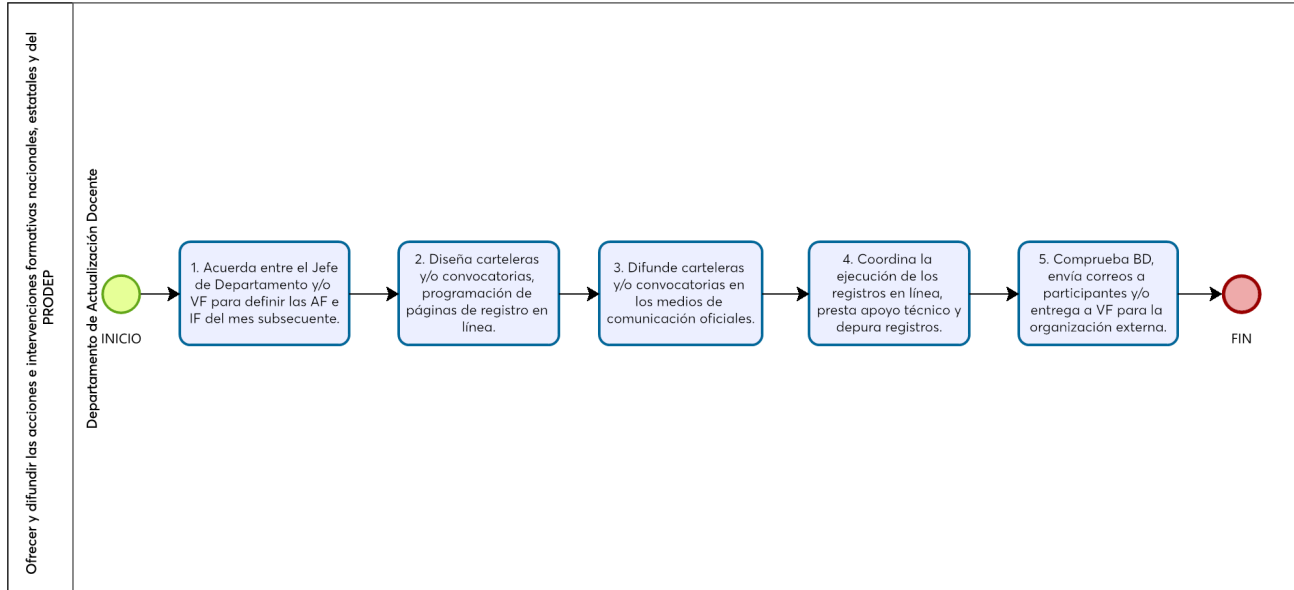 Ofrecer y difundir las acciones e intervenciones formativas nacionales, estatales y del
PRODEP
Departamento de Actualización Docente
INICIO
1. Acuerda entre el Jefe
de Departamento y/o
VF para definir las AF e
IF del mes subsecuente.
2. Diseña carteleras
y/o convocatorias,
programación de
páginas de registro en
línea.
3. Difunde carteleras
y/o convocatorias en
los medios de
comunicación oficiales.
4. Coordina la
ejecución de los
registros en línea,
presta apoyo técnico y
depura registros.
5. Comprueba BD,
envía correos a
participantes y/o
entrega a VF para la
organización externa.
FIN